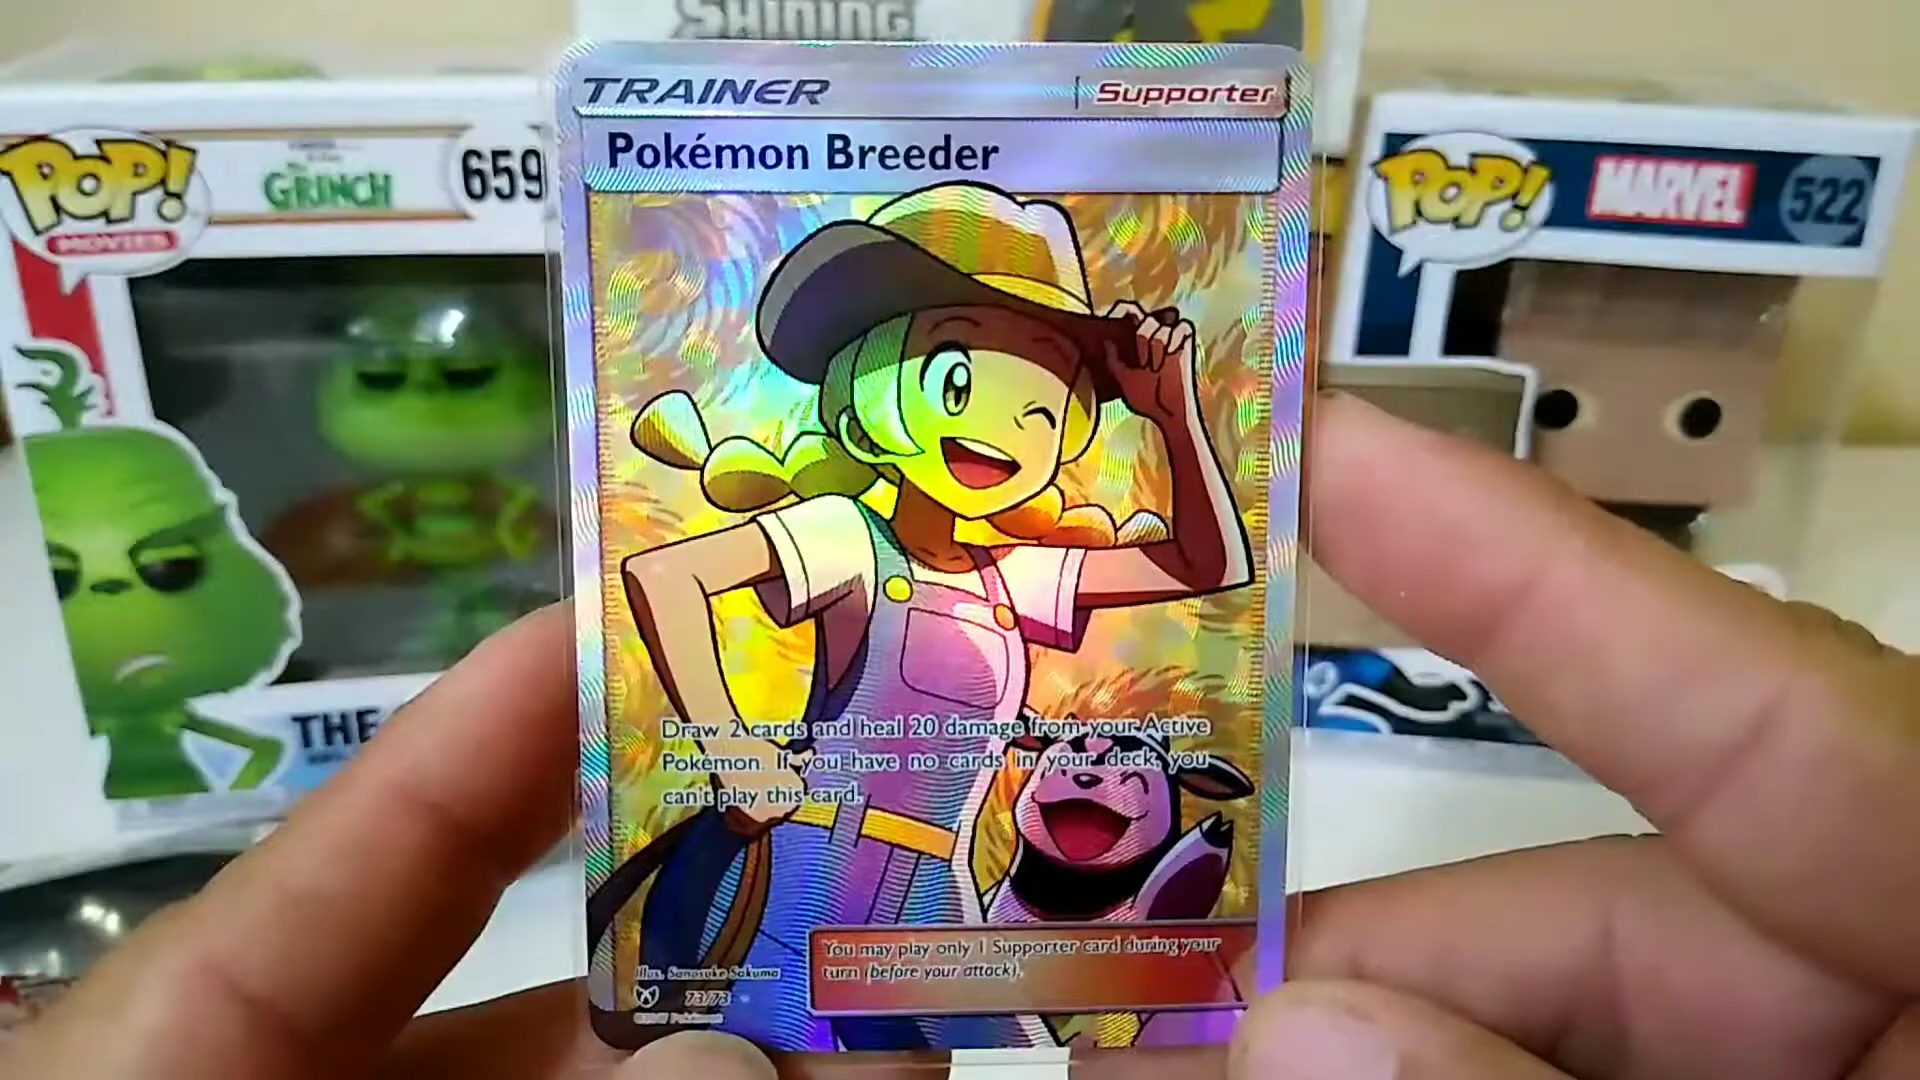 SHINING
TRAINER
Supporter
Pokémon Breeder
POP!
MOVIES
GRINCH
659
POP!
MARVEL
522
THE
Draw 2 cards and heal 20 damage from your Active
Pokémon. If you have no cards in your deck, you
can't play this card.
You may play only 1 Supporter card during your
turn (before your attack).
Illus. Sanosuke Sakuma
73/73